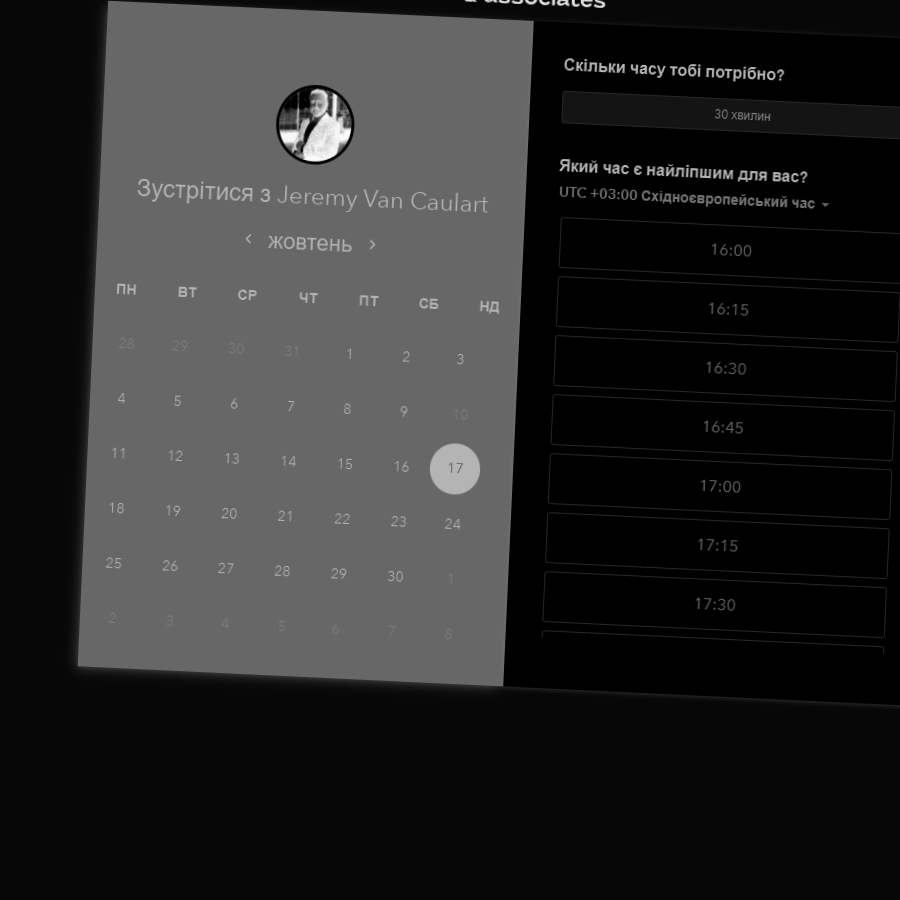 associates
Зустрітися з Jeremy Van Caulart
жовтень
ПН ВТ СР ЧТ ПТ СБ НД
28 29 30 31 1 2 3
4 5 6 7 8 9 10
11 12 13 14 15 16 17
18 19 20 21 22 23 24
25 26 27 28 29 30 1
2 3 4 5 6 7 8
Скільки часу тобі потрібно?
30 хвилин
Який час є найліпшим для вас?
UTC +03:00 Східноєвропейський час
16:00
16:15
16:30
16:45
17:00
17:15
17:30